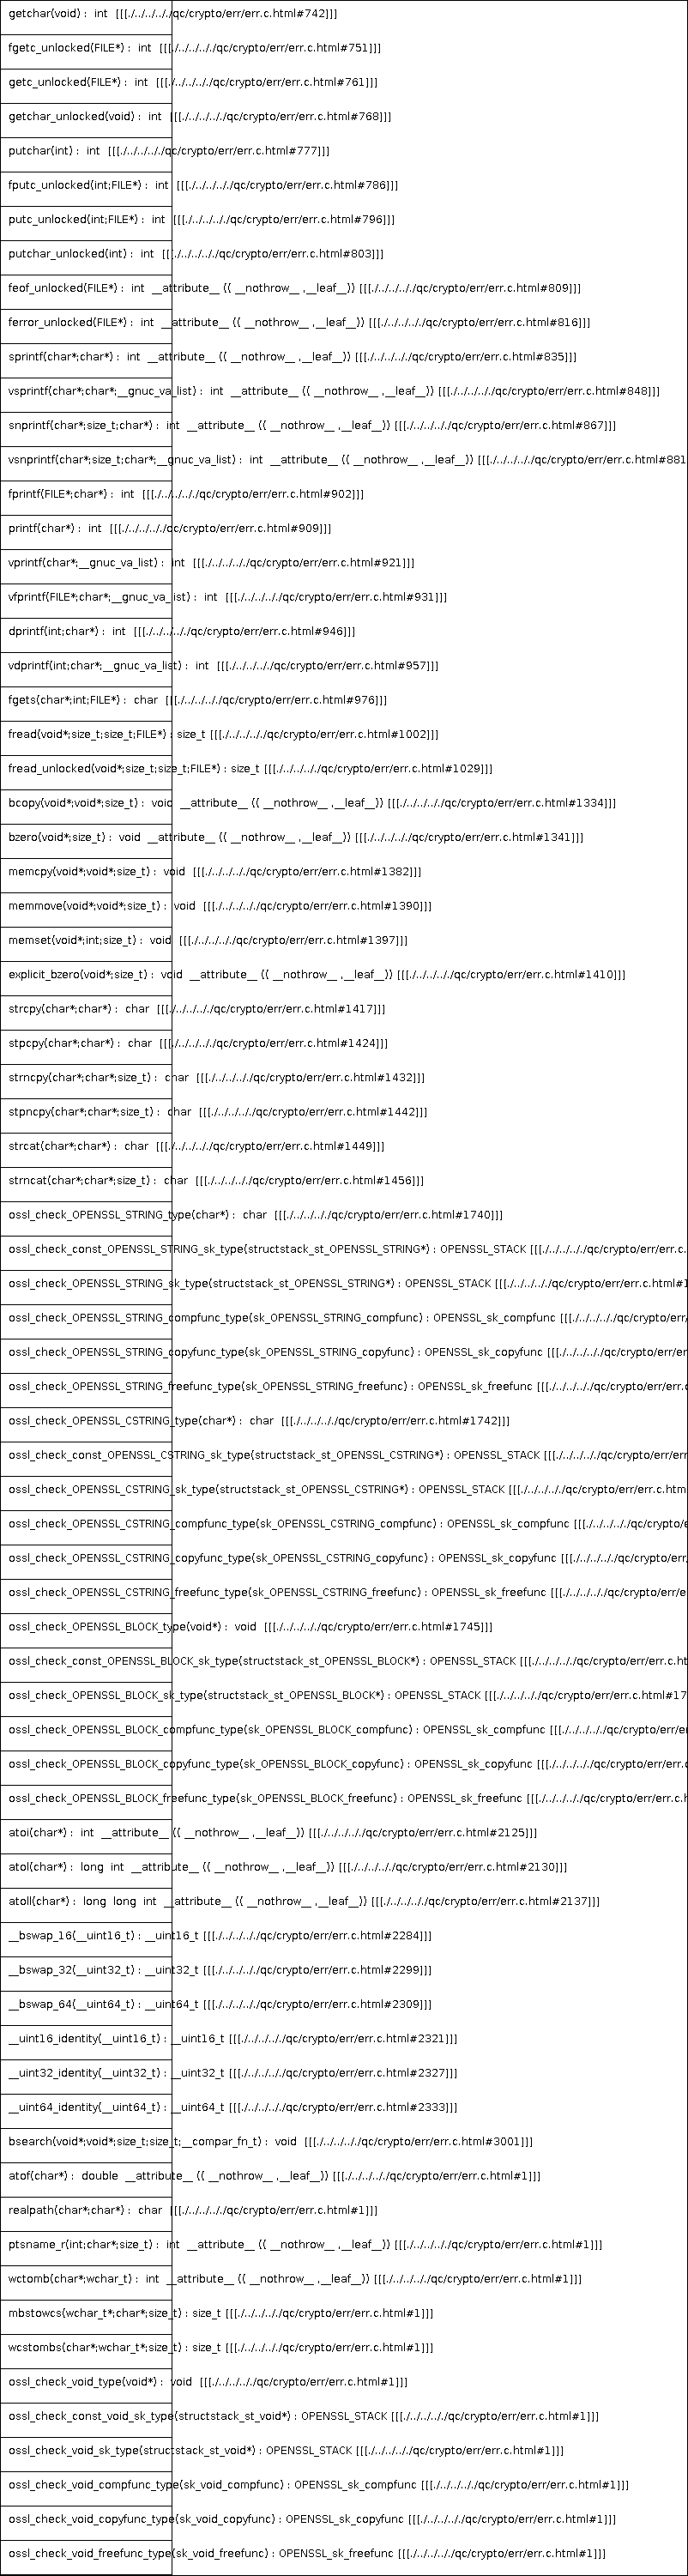 getchar(void) :  int  [[[./../../../../qc/crypto/err/err.c.html#742]]]
fgetc_unlocked(FILE*) :  int  [[[./../../../../qc/crypto/err/err.c.html#751]]]
getc_unlocked(FILE*) :  int  [[[./../../../../qc/crypto/err/err.c.html#761]]]
getchar_unlocked(void) :  int  [[[./../../../../qc/crypto/err/err.c.html#768]]]
putchar(int) :  int  [[[./../../../../qc/crypto/err/err.c.html#777]]]
fputc_unlocked(int;FILE*) :  int  [[[./../../../../qc/crypto/err/err.c.html#786]]]
putc_unlocked(int;FILE*) :  int  [[[./../../../../qc/crypto/err/err.c.html#796]]]
putchar_unlocked(int) :  int  [[[./../../../../qc/crypto/err/err.c.html#803]]]
feof_unlocked(FILE*) :  int  __attribute__ (( __nothrow__ ,__leaf__)) [[[./../../../../qc/crypto/err/err.c.html#809]]]
ferror_unlocked(FILE*) :  int  __attribute__ (( __nothrow__ ,__leaf__)) [[[./../../../../qc/crypto/err/err.c.html#816]]]
sprintf(char*;char*) :  int  __attribute__ (( __nothrow__ ,__leaf__)) [[[./../../../../qc/crypto/err/err.c.html#835]]]
vsprintf(char*;char*;__gnuc_va_list) :  int  __attribute__ (( __nothrow__ ,__leaf__)) [[[./../../../../qc/crypto/err/err.c.html#848]]]
snprintf(char*;size_t;char*) :  int  __attribute__ (( __nothrow__ ,__leaf__)) [[[./../../../../qc/crypto/err/err.c.html#867]]]
vsnprintf(char*;size_t;char*;__gnuc_va_list) :  int  __attribute__ (( __nothrow__ ,__leaf__)) [[[./../../../../qc/crypto/err/err.c.html#881
fprintf(FILE*;char*) :  int  [[[./../../../../qc/crypto/err/err.c.html#902]]]
printf(char*) :  int  [[[./../../../../qc/crypto/err/err.c.html#909]]]
vprintf(char*;__gnuc_va_list) :  int  [[[./../../../../qc/crypto/err/err.c.html#921]]]
vfprintf(FILE*;char*;__gnuc_va_list) :  int  [[[./../../../../qc/crypto/err/err.c.html#931]]]
dprintf(int;char*) :  int  [[[./../../../../qc/crypto/err/err.c.html#946]]]
vdprintf(int;char*;__gnuc_va_list) :  int  [[[./../../../../qc/crypto/err/err.c.html#957]]]
fgets(char*;int;FILE*) :  char  [[[./../../../../qc/crypto/err/err.c.html#976]]]
fread(void*;size_t;size_t;FILE*) : size_t [[[./../../../../qc/crypto/err/err.c.html#1002]]]
fread_unlocked(void*;size_t;size_t;FILE*) : size_t [[[./../../../../qc/crypto/err/err.c.html#1029]]]
bcopy(void*;void*;size_t) :  void  __attribute__ (( __nothrow__ ,__leaf__)) [[[./../../../../qc/crypto/err/err.c.html#1334]]]
bzero(void*;size_t) :  void  __attribute__ (( __nothrow__ ,__leaf__)) [[[./../../../../qc/crypto/err/err.c.html#1341]]]
memcpy(void*;void*;size_t) :  void  [[[./../../../../qc/crypto/err/err.c.html#1382]]]
memmove(void*;void*;size_t) :  void  [[[./../../../../qc/crypto/err/err.c.html#1390]]]
memset(void*;int;size_t) :  void  [[[./../../../../qc/crypto/err/err.c.html#1397]]]
explicit_bzero(void*;size_t) :  void  __attribute__ (( __nothrow__ ,__leaf__)) [[[./../../../../qc/crypto/err/err.c.html#1410]]]
strcpy(char*;char*) :  char  [[[./../../../../qc/crypto/err/err.c.html#1417]]]
stpcpy(char*;char*) :  char  [[[./../../../../qc/crypto/err/err.c.html#1424]]]
strncpy(char*;char*;size_t) :  char  [[[./../../../../qc/crypto/err/err.c.html#1432]]]
stpncpy(char*;char*;size_t) :  char  [[[./../../../../qc/crypto/err/err.c.html#1442]]]
strcat(char*;char*) :  char  [[[./../../../../qc/crypto/err/err.c.html#1449]]]
strncat(char*;char*;size_t) :  char  [[[./../../../../qc/crypto/err/err.c.html#1456]]]
ossl_check_OPENSSL_STRING_type(char*) :  char  [[[./../../../../qc/crypto/err/err.c.html#1740]]]
ossl_check_const_OPENSSL_STRING_sk_type(structstack_st_OPENSSL_STRING*) : OPENSSL_STACK [[[./../../../../qc/crypto/err/err.c.
ossl_check_OPENSSL_STRING_sk_type(structstack_st_OPENSSL_STRING*) : OPENSSL_STACK [[[./../../../../qc/crypto/err/err.c.html#1
ossl_check_OPENSSL_STRING_compfunc_type(sk_OPENSSL_STRING_compfunc) : OPENSSL_sk_compfunc [[[./../../../../qc/crypto/err/
ossl_check_OPENSSL_STRING_copyfunc_type(sk_OPENSSL_STRING_copyfunc) : OPENSSL_sk_copyfunc [[[./../../../../qc/crypto/err/err
ossl_check_OPENSSL_STRING_freefunc_type(sk_OPENSSL_STRING_freefunc) : OPENSSL_sk_freefunc [[[./../../../../qc/crypto/err/err.c
ossl_check_OPENSSL_CSTRING_type(char*) :  char  [[[./../../../../qc/crypto/err/err.c.html#1742]]]
ossl_check_const_OPENSSL_CSTRING_sk_type(structstack_st_OPENSSL_CSTRING*) : OPENSSL_STACK [[[./../../../../qc/crypto/err/err
ossl_check_OPENSSL_CSTRING_sk_type(structstack_st_OPENSSL_CSTRING*) : OPENSSL_STACK [[[./../../../../qc/crypto/err/err.c.htm
ossl_check_OPENSSL_CSTRING_compfunc_type(sk_OPENSSL_CSTRING_compfunc) : OPENSSL_sk_compfunc [[[./../../../../qc/crypto/e
ossl_check_OPENSSL_CSTRING_copyfunc_type(sk_OPENSSL_CSTRING_copyfunc) : OPENSSL_sk_copyfunc [[[./../../../../qc/crypto/err/
ossl_check_OPENSSL_CSTRING_freefunc_type(sk_OPENSSL_CSTRING_freefunc) : OPENSSL_sk_freefunc [[[./../../../../qc/crypto/err/e
ossl_check_OPENSSL_BLOCK_type(void*) :  void  [[[./../../../../qc/crypto/err/err.c.html#1745]]]
ossl_check_const_OPENSSL_BLOCK_sk_type(structstack_st_OPENSSL_BLOCK*) : OPENSSL_STACK [[[./../../../../qc/crypto/err/err.c.ht
ossl_check_OPENSSL_BLOCK_sk_type(structstack_st_OPENSSL_BLOCK*) : OPENSSL_STACK [[[./../../../../qc/crypto/err/err.c.html#17
ossl_check_OPENSSL_BLOCK_compfunc_type(sk_OPENSSL_BLOCK_compfunc) : OPENSSL_sk_compfunc [[[./../../../../qc/crypto/err/e
ossl_check_OPENSSL_BLOCK_copyfunc_type(sk_OPENSSL_BLOCK_copyfunc) : OPENSSL_sk_copyfunc [[[./../../../../qc/crypto/err/err.c
ossl_check_OPENSSL_BLOCK_freefunc_type(sk_OPENSSL_BLOCK_freefunc) : OPENSSL_sk_freefunc [[[./../../../../qc/crypto/err/err.c.h
atoi(char*) :  int  __attribute__ (( __nothrow__ ,__leaf__)) [[[./../../../../qc/crypto/err/err.c.html#2125]]]
atol(char*) :  long  int  __attribute__ (( __nothrow__ ,__leaf__)) [[[./../../../../qc/crypto/err/err.c.html#2130]]]
atoll(char*) :  long  long  int  __attribute__ (( __nothrow__ ,__leaf__)) [[[./../../../../qc/crypto/err/err.c.html#2137]]]
__bswap_16(__uint16_t) : __uint16_t [[[./../../../../qc/crypto/err/err.c.html#2284]]]
__bswap_32(__uint32_t) : __uint32_t [[[./../../../../qc/crypto/err/err.c.html#2299]]]
__bswap_64(__uint64_t) : __uint64_t [[[./../../../../qc/crypto/err/err.c.html#2309]]]
__uint16_identity(__uint16_t) : __uint16_t [[[./../../../../qc/crypto/err/err.c.html#2321]]]
__uint32_identity(__uint32_t) : __uint32_t [[[./../../../../qc/crypto/err/err.c.html#2327]]]
__uint64_identity(__uint64_t) : __uint64_t [[[./../../../../qc/crypto/err/err.c.html#2333]]]
bsearch(void*;void*;size_t;size_t;__compar_fn_t) :  void  [[[./../../../../qc/crypto/err/err.c.html#3001]]]
atof(char*) :  double  __attribute__ (( __nothrow__ ,__leaf__)) [[[./../../../../qc/crypto/err/err.c.html#1]]]
realpath(char*;char*) :  char  [[[./../../../../qc/crypto/err/err.c.html#1]]]
ptsname_r(int;char*;size_t) :  int  __attribute__ (( __nothrow__ ,__leaf__)) [[[./../../../../qc/crypto/err/err.c.html#1]]]
wctomb(char*;wchar_t) :  int  __attribute__ (( __nothrow__ ,__leaf__)) [[[./../../../../qc/crypto/err/err.c.html#1]]]
mbstowcs(wchar_t*;char*;size_t) : size_t [[[./../../../../qc/crypto/err/err.c.html#1]]]
wcstombs(char*;wchar_t*;size_t) : size_t [[[./../../../../qc/crypto/err/err.c.html#1]]]
ossl_check_void_type(void*) :  void  [[[./../../../../qc/crypto/err/err.c.html#1]]]
ossl_check_const_void_sk_type(structstack_st_void*) : OPENSSL_STACK [[[./../../../../qc/crypto/err/err.c.html#1]]]
ossl_check_void_sk_type(structstack_st_void*) : OPENSSL_STACK [[[./../../../../qc/crypto/err/err.c.html#1]]]
ossl_check_void_compfunc_type(sk_void_compfunc) : OPENSSL_sk_compfunc [[[./../../../../qc/crypto/err/err.c.html#1]]]
ossl_check_void_copyfunc_type(sk_void_copyfunc) : OPENSSL_sk_copyfunc [[[./../../../../qc/crypto/err/err.c.html#1]]]
ossl_check_void_freefunc_type(sk_void_freefunc) : OPENSSL_sk_freefunc [[[./../../../../qc/crypto/err/err.c.html#1]]]